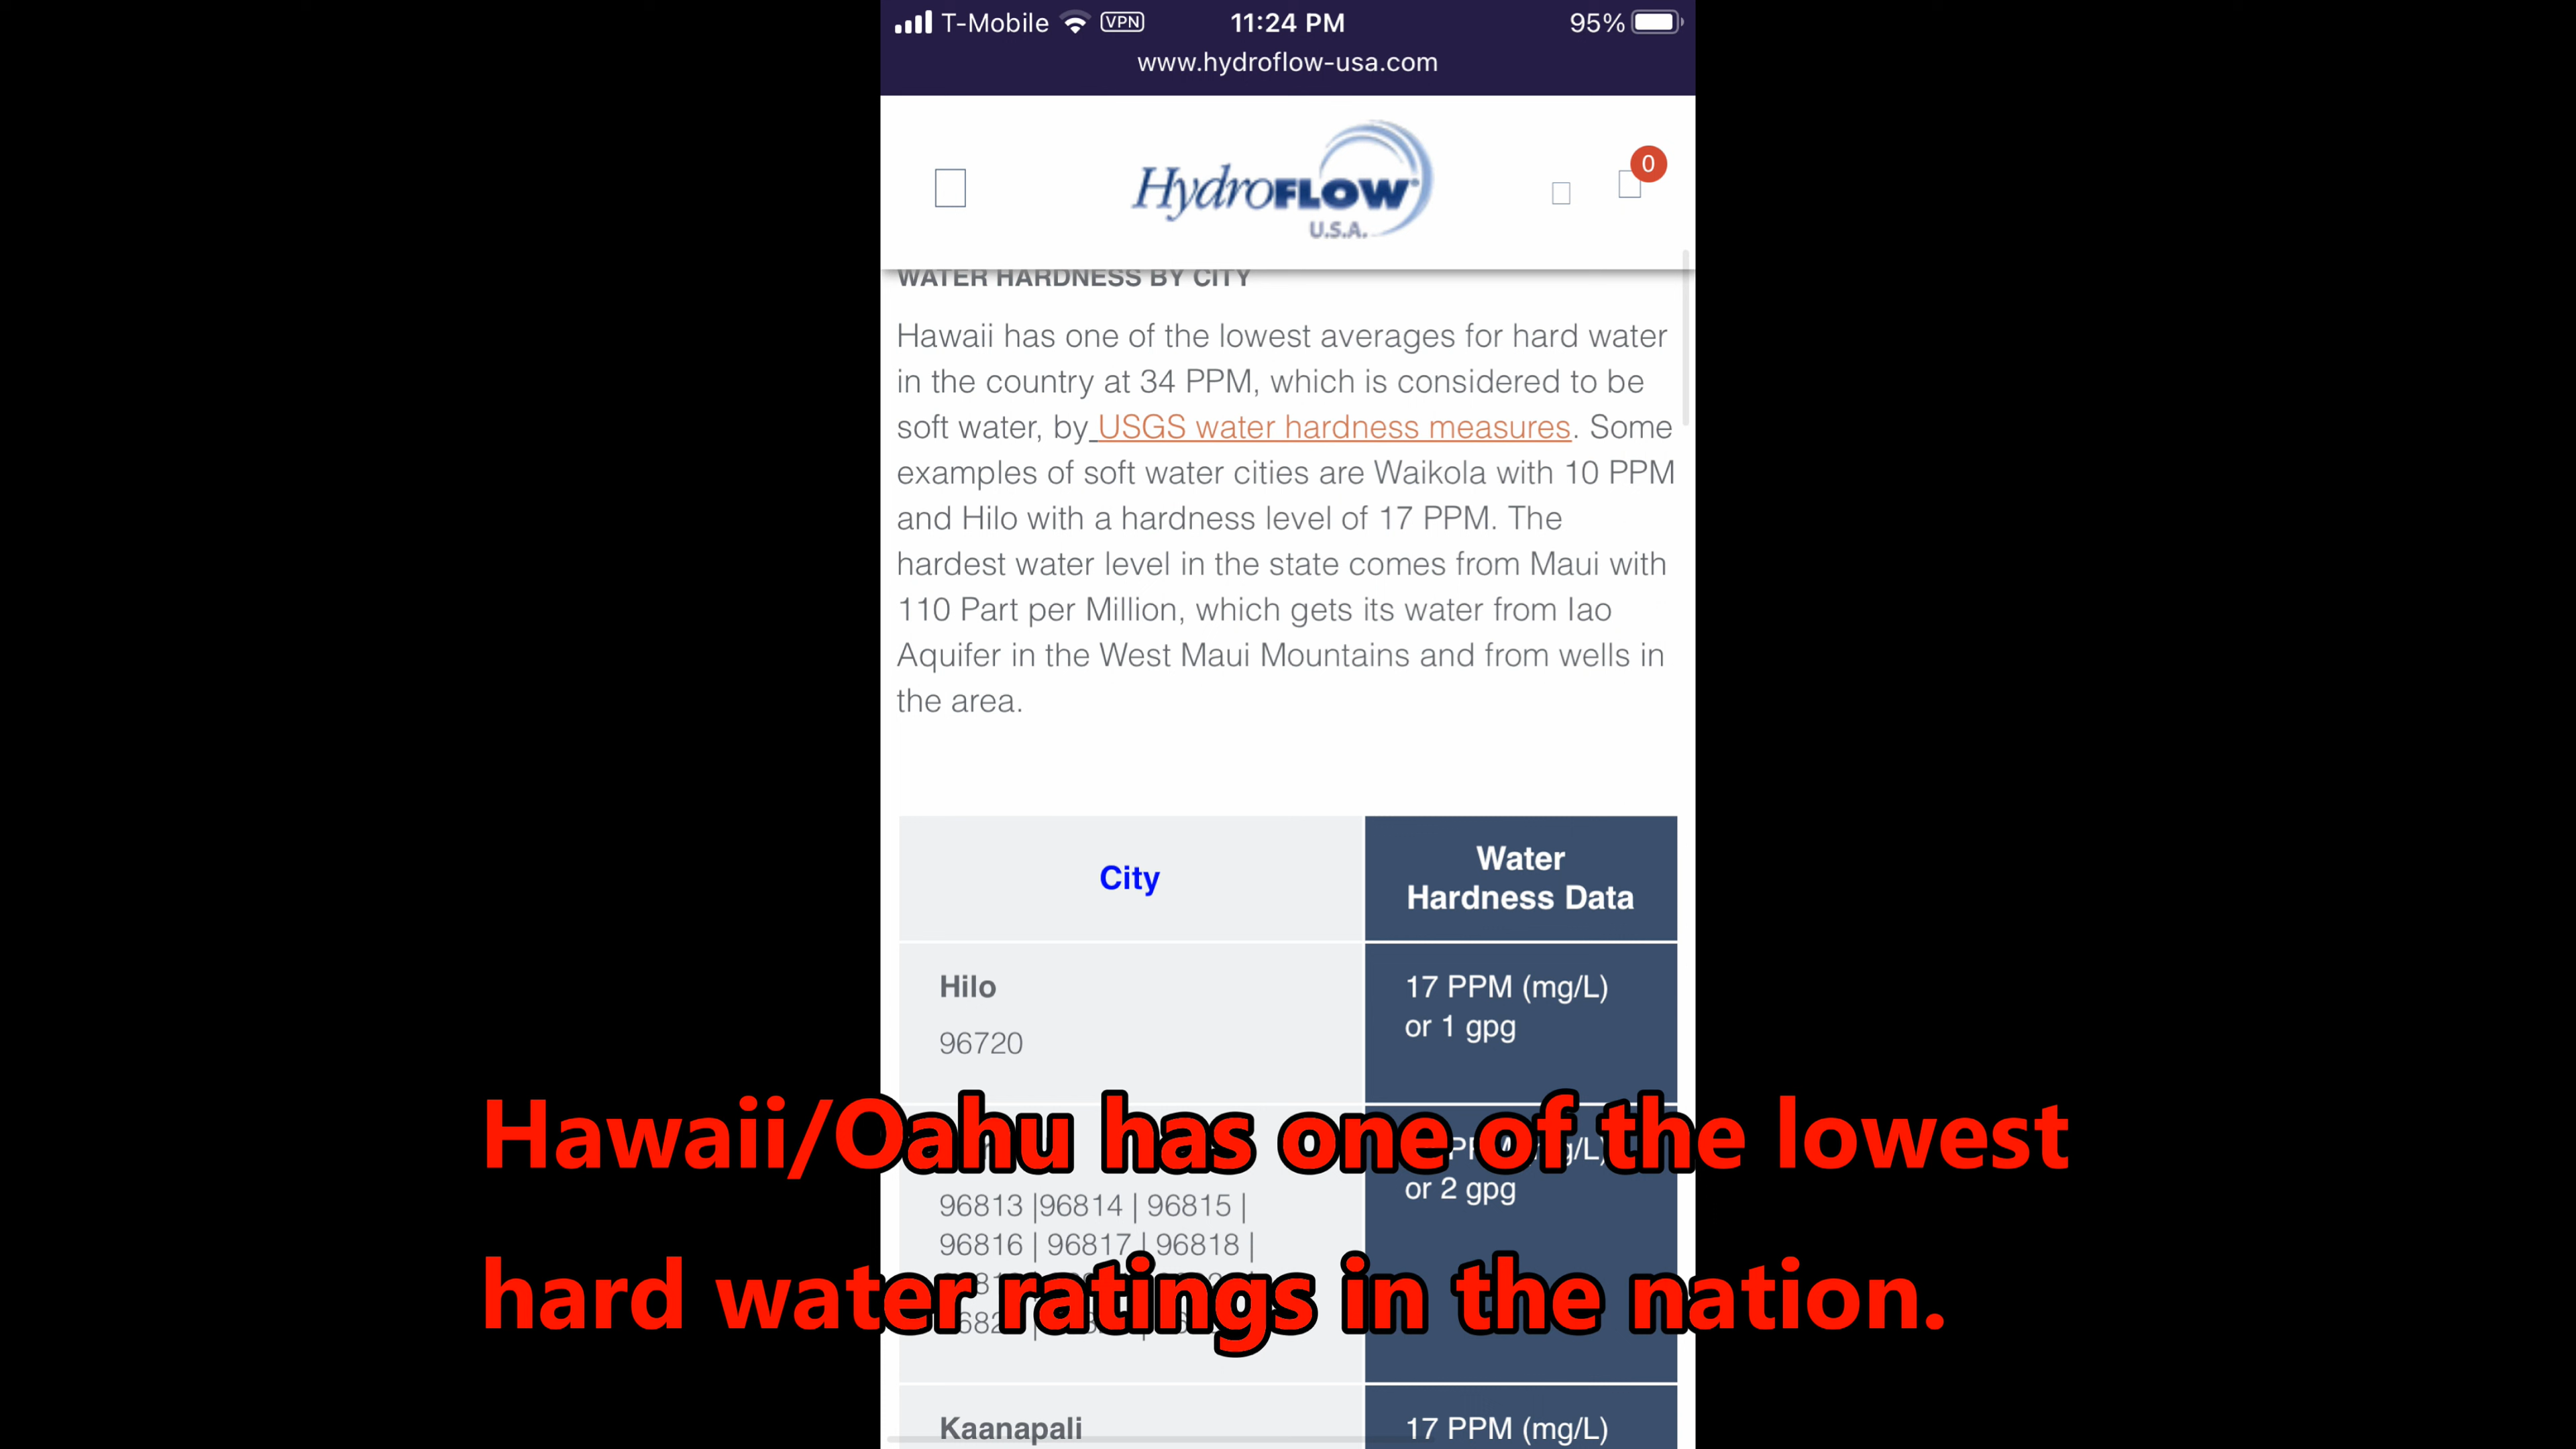 T-Mobile VPN 11:24 PM 95%
www.hydroflow-usa.com
0
HydroFLOW
U.S.A.
WATER HARDNESS BY CITY
Hawaii has one of the lowest averages for hard water
in the country at 34 PPM, which is considered to be
soft water, by USGS water hardness measures. Some
examples of soft water cities are Waikola with 10 PPM
and Hilo with a hardness level of 17 PPM. The
hardest water level in the state comes from Maui with
110 Part per Million, which gets its water from Iao
Aquifer in the West Maui Mountains and from wells in
the area.
City
Water
Hardness Data
Hilo
96720
17 PPM (mg/L)
or 1 gpg
Hawaii/Oahu has one of the lowest
or 2 gpg
96813 |96814 | 96815 |
96816 | 96817 | 96818 |
hard water ratings in the nation.
Kaanapali
17 PPM (mg/L)